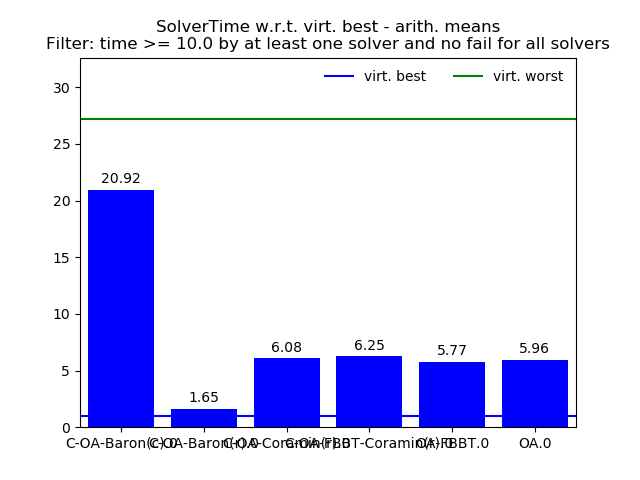 SolverTime w.r.t. virt. best - arith. means
Filter: time >= 10.0 by at least one solver and no fail for all solvers
virt. best
virt. worst
30
25
20
15
10
5
0
20.92
1.65
6.08
6.25
5.77
5.96
OA.0